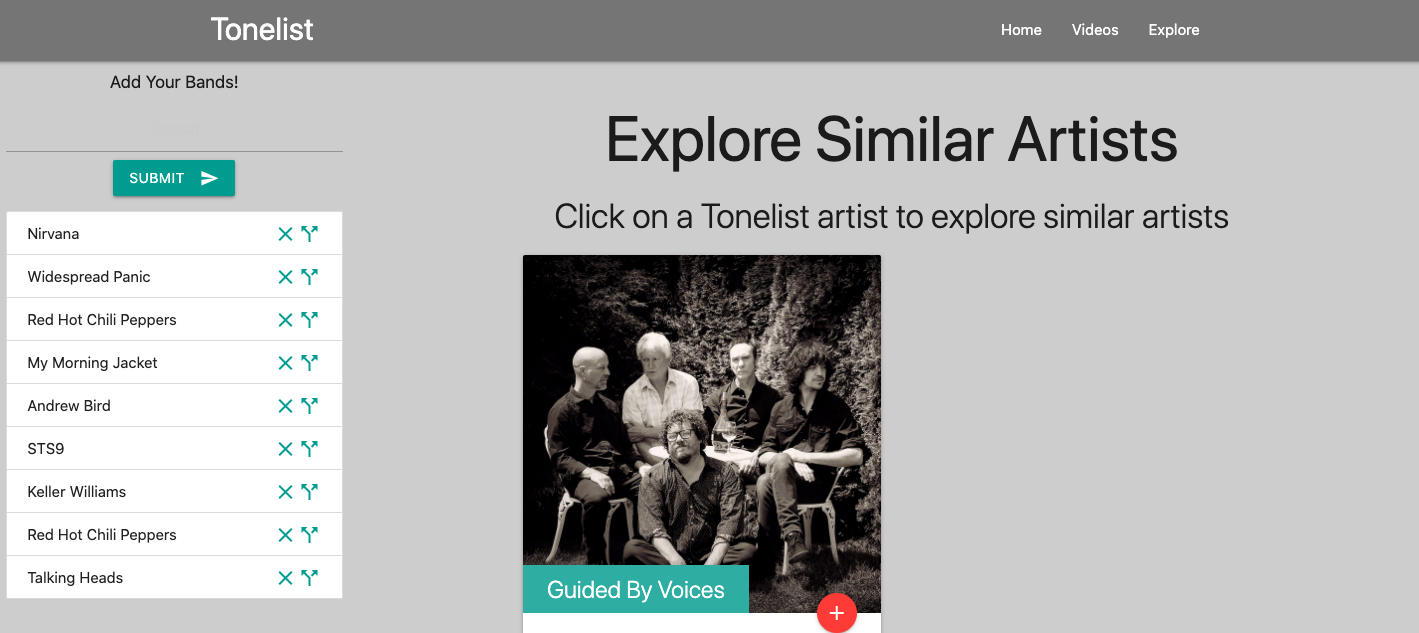 Tonelist
Home
Videos
Explore
Add Your Bands!
SUBMIT
Nirvana
Widespread Panic
Red Hot Chili Peppers
My Morning Jacket
Andrew Bird
STS9
Keller Williams
Red Hot Chili Peppers
Talking Heads
Explore Similar Artists
Click on a Tonelist artist to explore similar artists
Guided By Voices
+